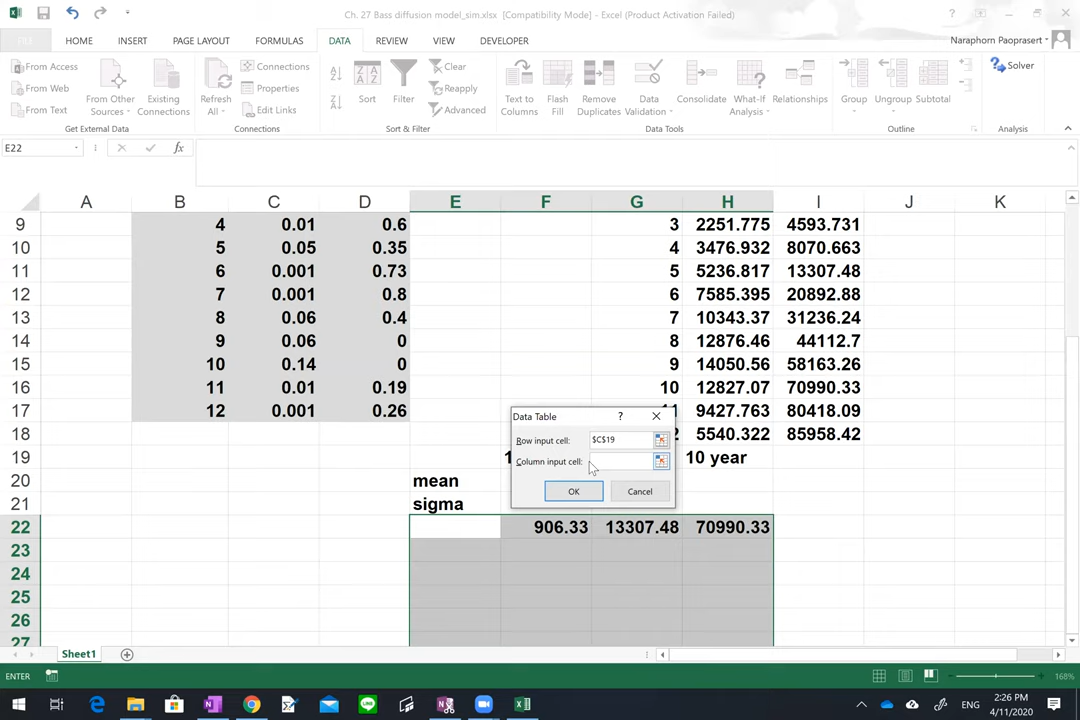 Ch. 27 Bass diffusion model_sim.xlsx [Compatibility Mode] - Excel (Product Activation Failed)
FILE HOME INSERT PAGE LAYOUT FORMULAS DATA REVIEW VIEW DEVELOPER Naraphorn Paoprasert
From Access
From Web
From Text
From Other Sources
Existing Connections
Get External Data
Refresh All
Connections
Properties
Edit Links
Connections
Sort
Filter
Clear
Reapply
Advanced
Sort & Filter
Text to Columns
Flash Fill
Remove Duplicates
Data Validation
Consolidate
What-If Analysis
Relationships
Data Tools
Group
Ungroup
Subtotal
Outline
Solver
Analysis
E22 fx
A B C D E F G H I J K
9 4 0.01 0.6 3 2251.775 4593.731
10 5 0.05 0.35 4 3476.932 8070.663
11 6 0.001 0.73 5 5236.817 13307.48
12 7 0.001 0.8 6 7585.395 20892.88
13 8 0.06 0.4 7 10343.37 31236.24
14 9 0.06 0 8 12876.46 44112.7
15 10 0.14 0 9 14050.56 58163.26
16 11 0.01 0.19 10 12827.07 70990.33
17 12 0.001 0.26 9427.763 80418.09
18 5540.322 85958.42
19 10 year
20 mean
21 sigma
22 906.33 13307.48 70990.33
23
24
25
26
27
Data Table ?
Row input cell: $C$19
Column input cell:
OK Cancel
Sheet1
ENTER 168%
ENG 2:26 PM
4/11/2020